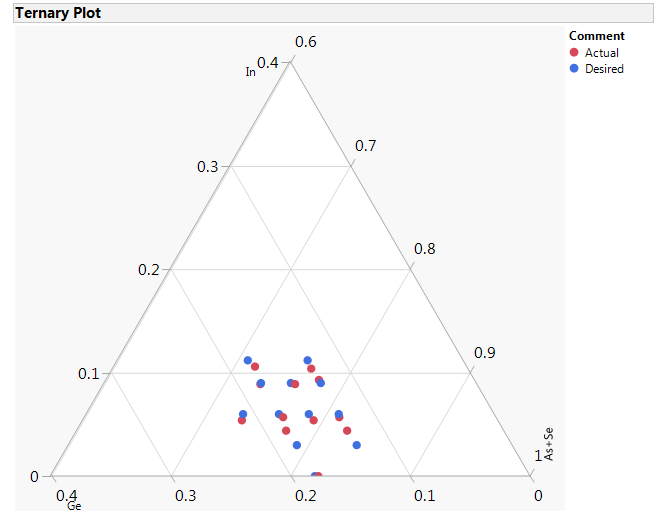 Ternary Plot
Comment
Actual
Desired
0.6
In 0.4
0.7
0.3
0.8
0.2
0.9
0.1
1
As+Se
0
0.4
0.3
0.2
0.1
0
Ge